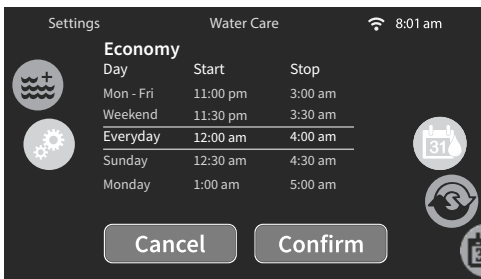 Settings Water Care 8:01 am
Economy
Day Start Stop
Mon - Fri 11:00 pm 3:00 am
Weekend 11:30 pm 3:30 am
Everyday 12:00 am 4:00 am
31
Sunday 12:30 am 4:30 am
Monday 1:00 am 5:00 am
Cancel Confirm